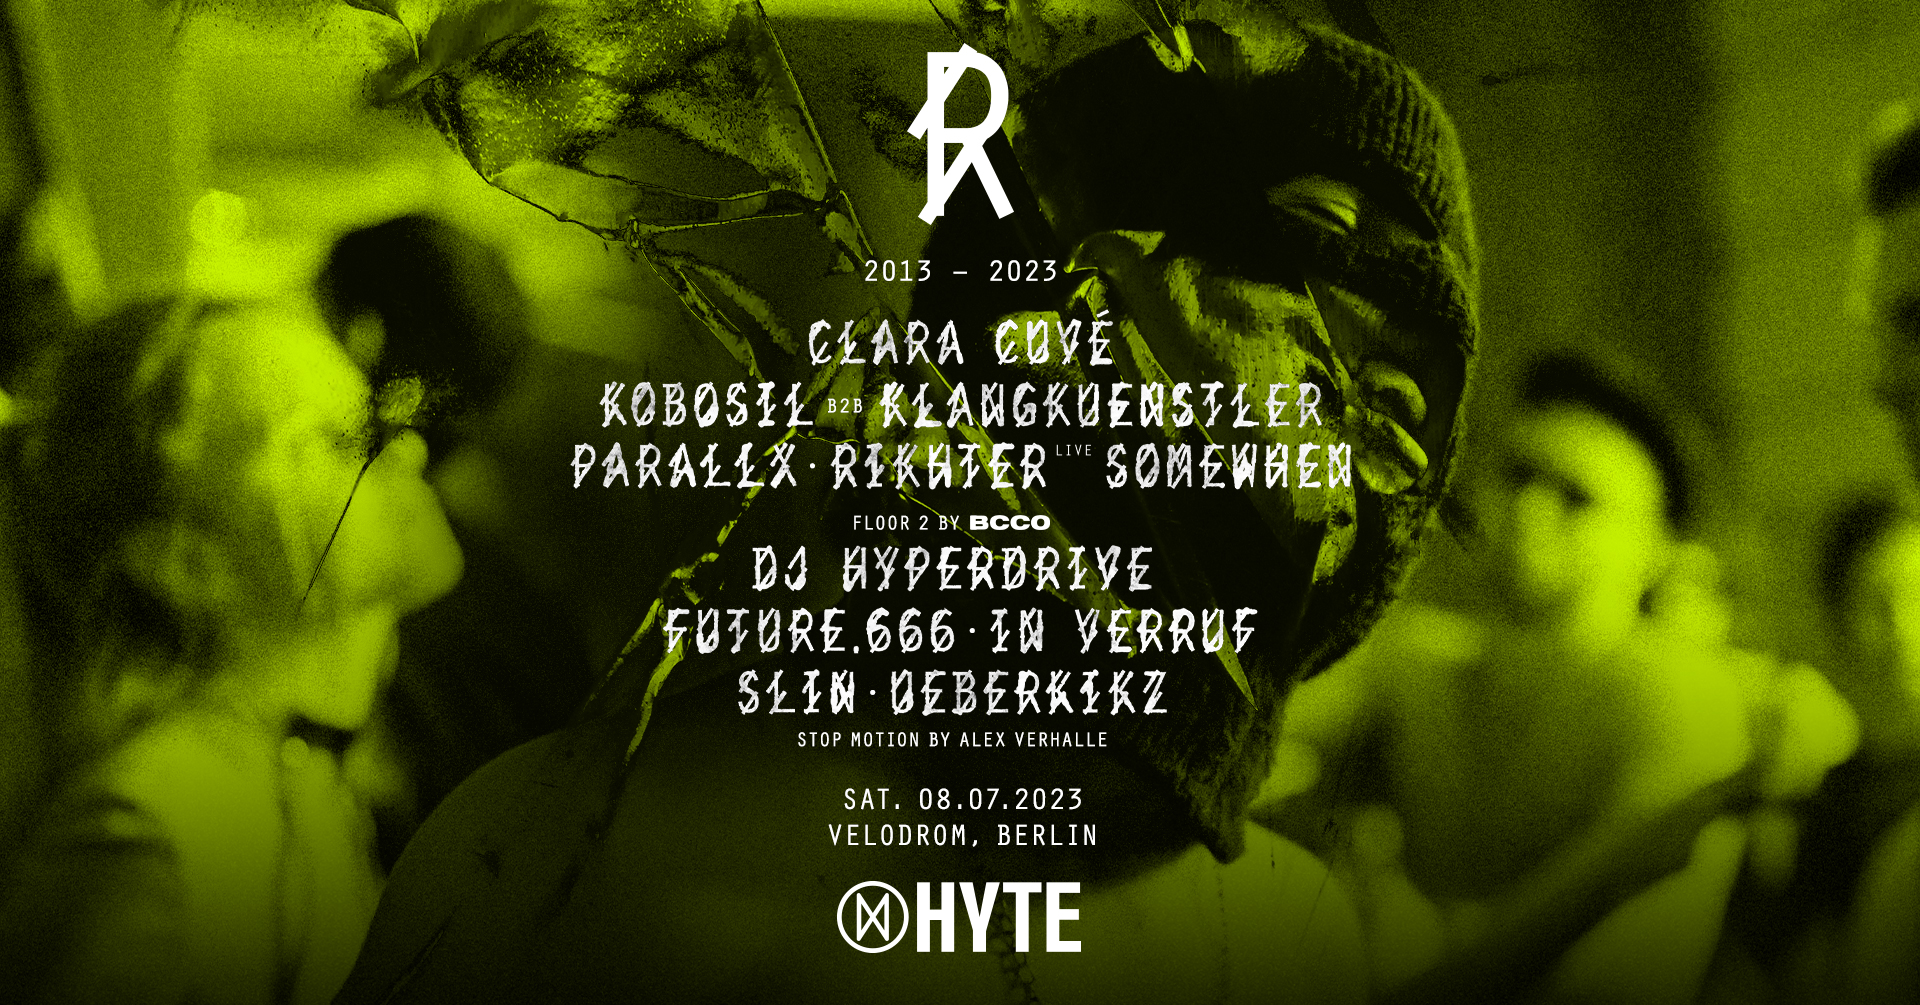 2013 – 2023
CLARA CUVÉ
KOBOSIL B2B KLANGKUENSTLER
PARALLX · RIKHTER LIVE SOMEWHEN
FLOOR 2 BY BCCO
DJ HYPERDRIVE
FUTURE.666 · IN VERRUF
SLIN · UEBERKIKZ
STOP MOTION BY ALEX VERHALLE
SAT. 08.07.2023
VELODROM, BERLIN
HYTE